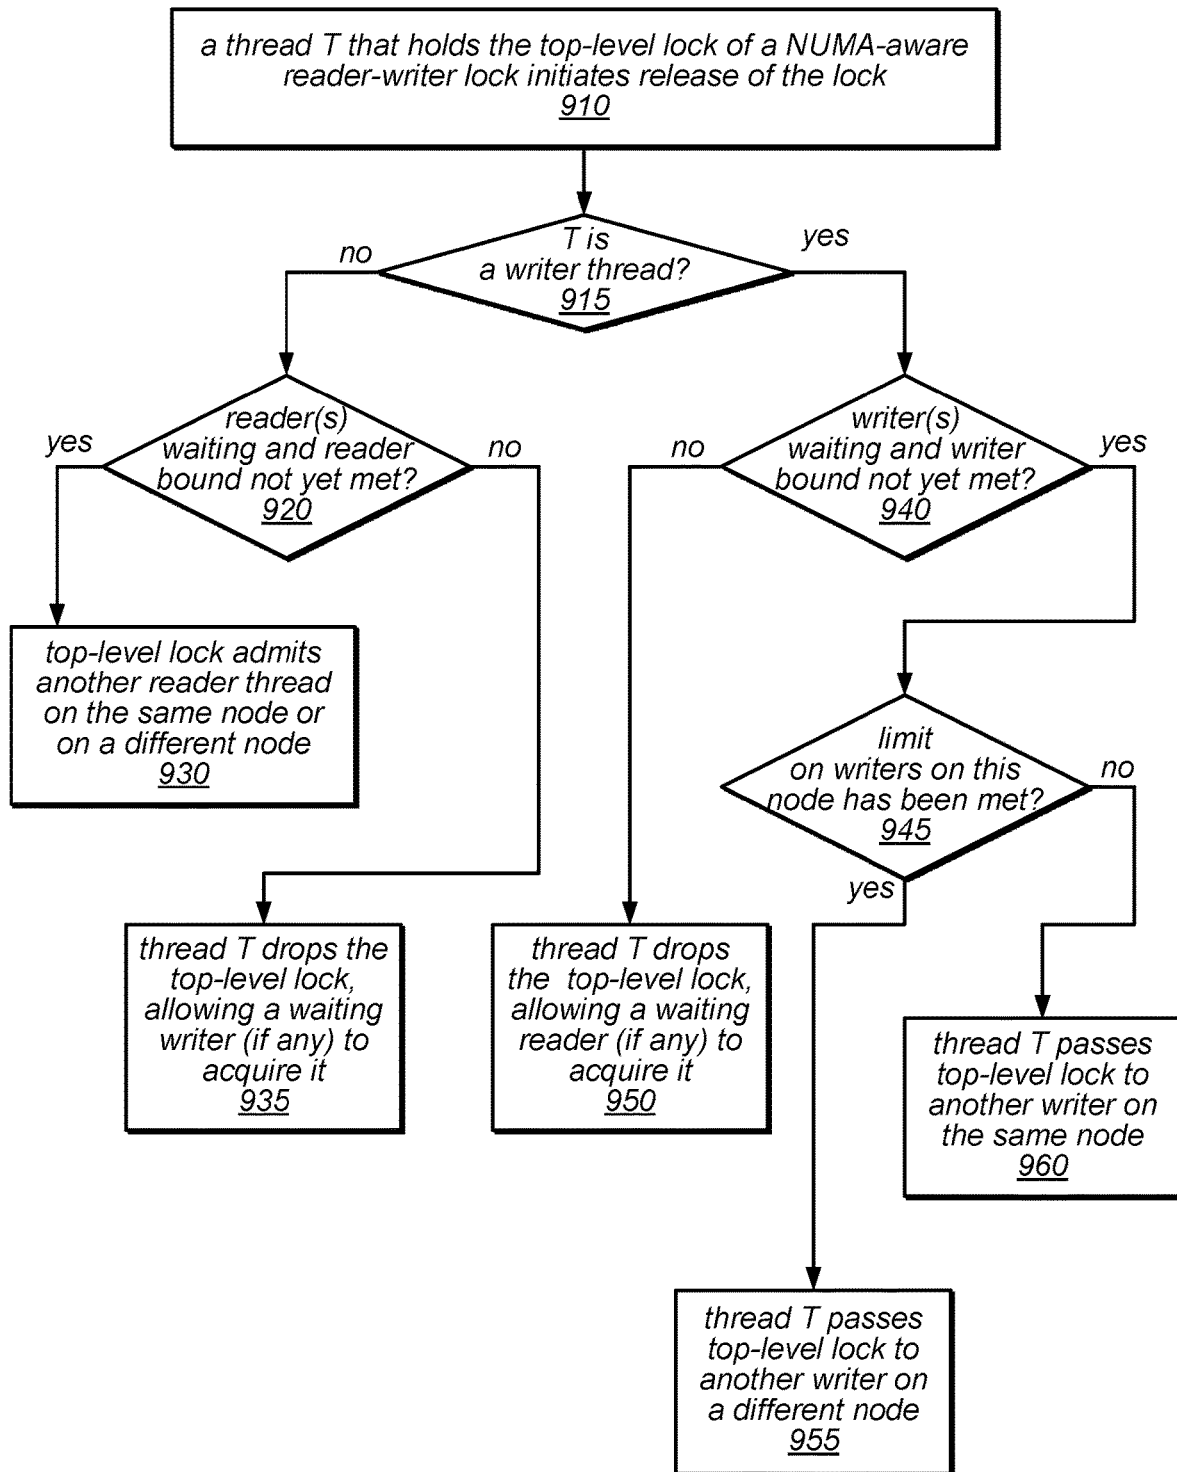 a thread T that holds the top-level lock of a NUMA-aware
reader-writer lock initiates release of the lock
910
T is
a writer thread?
915
no
yes
reader(s)
waiting and reader
bound not yet met?
920
yes
no
writer(s)
waiting and writer
bound not yet met?
940
no
yes
top-level lock admits
another reader thread
on the same node or
on a different node
930
limit
on writers on this
node has been met?
945
no
yes
thread T drops the
top-level lock,
allowing a waiting
writer (if any) to
acquire it
935
thread T drops
the top-level lock,
allowing a waiting
reader (if any) to
acquire it
950
thread T passes
top-level lock to
another writer on
the same node
960
thread T passes
top-level lock to
another writer on
a different node
955